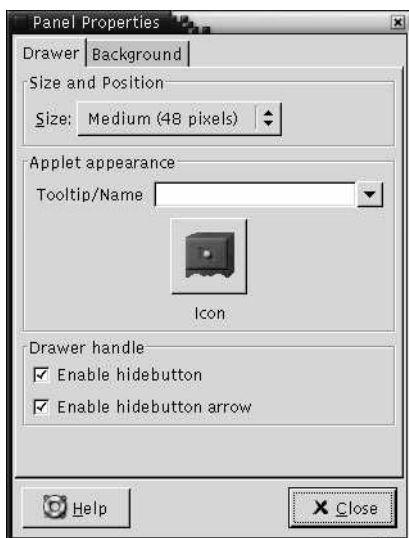 Panel Properties
Drawer Background
Size and Position
Size: Medium (48 pixels)
Applet appearance
Tooltip/Name
Icon
Drawer handle
Enable hidebutton
Enable hidebutton arrow
Help Close